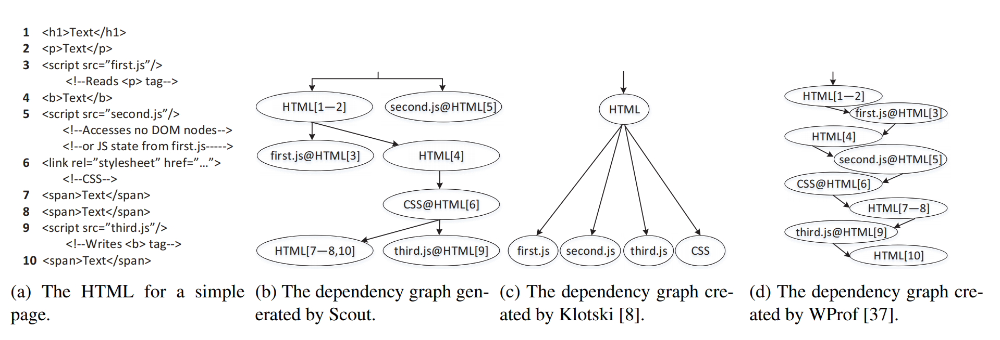 1 <h1>Text</h1>
2 <p>Text</p>
3 <script src=”first.js”/>
<!--Reads <p> tag-->
4 <b>Text</b>
5 <script src=”second.js”/>
<!--Accesses no DOM nodes-->
<!--or JS state from first.js----->
6 <link rel=”stylesheet” href=”...”>
<!--CSS-->
7 <span>Text</span>
8 <span>Text</span>
9 <script src=”third.js”/>
<!--Writes <b> tag-->
10 <span>Text</span>
(a) The HTML for a simple
page.
HTML[1—2]
second.js@HTML[5]
first.js@HTML[3]
HTML[4]
CSS@HTML[6]
HTML[7—8,10]
third.js@HTML[9]
(b) The dependency graph gen-
erated by Scout.
HTML
first.js
second.js
third.js
CSS
(c) The dependency graph cre-
ated by Klotski [8].
HTML[1—2]
first.js@HTML[3]
HTML[4]
second.js@HTML[5]
CSS@HTML[6]
HTML[7—8]
third.js@HTML[9]
HTML[10]
(d) The dependency graph cre-
ated by WProf [37].